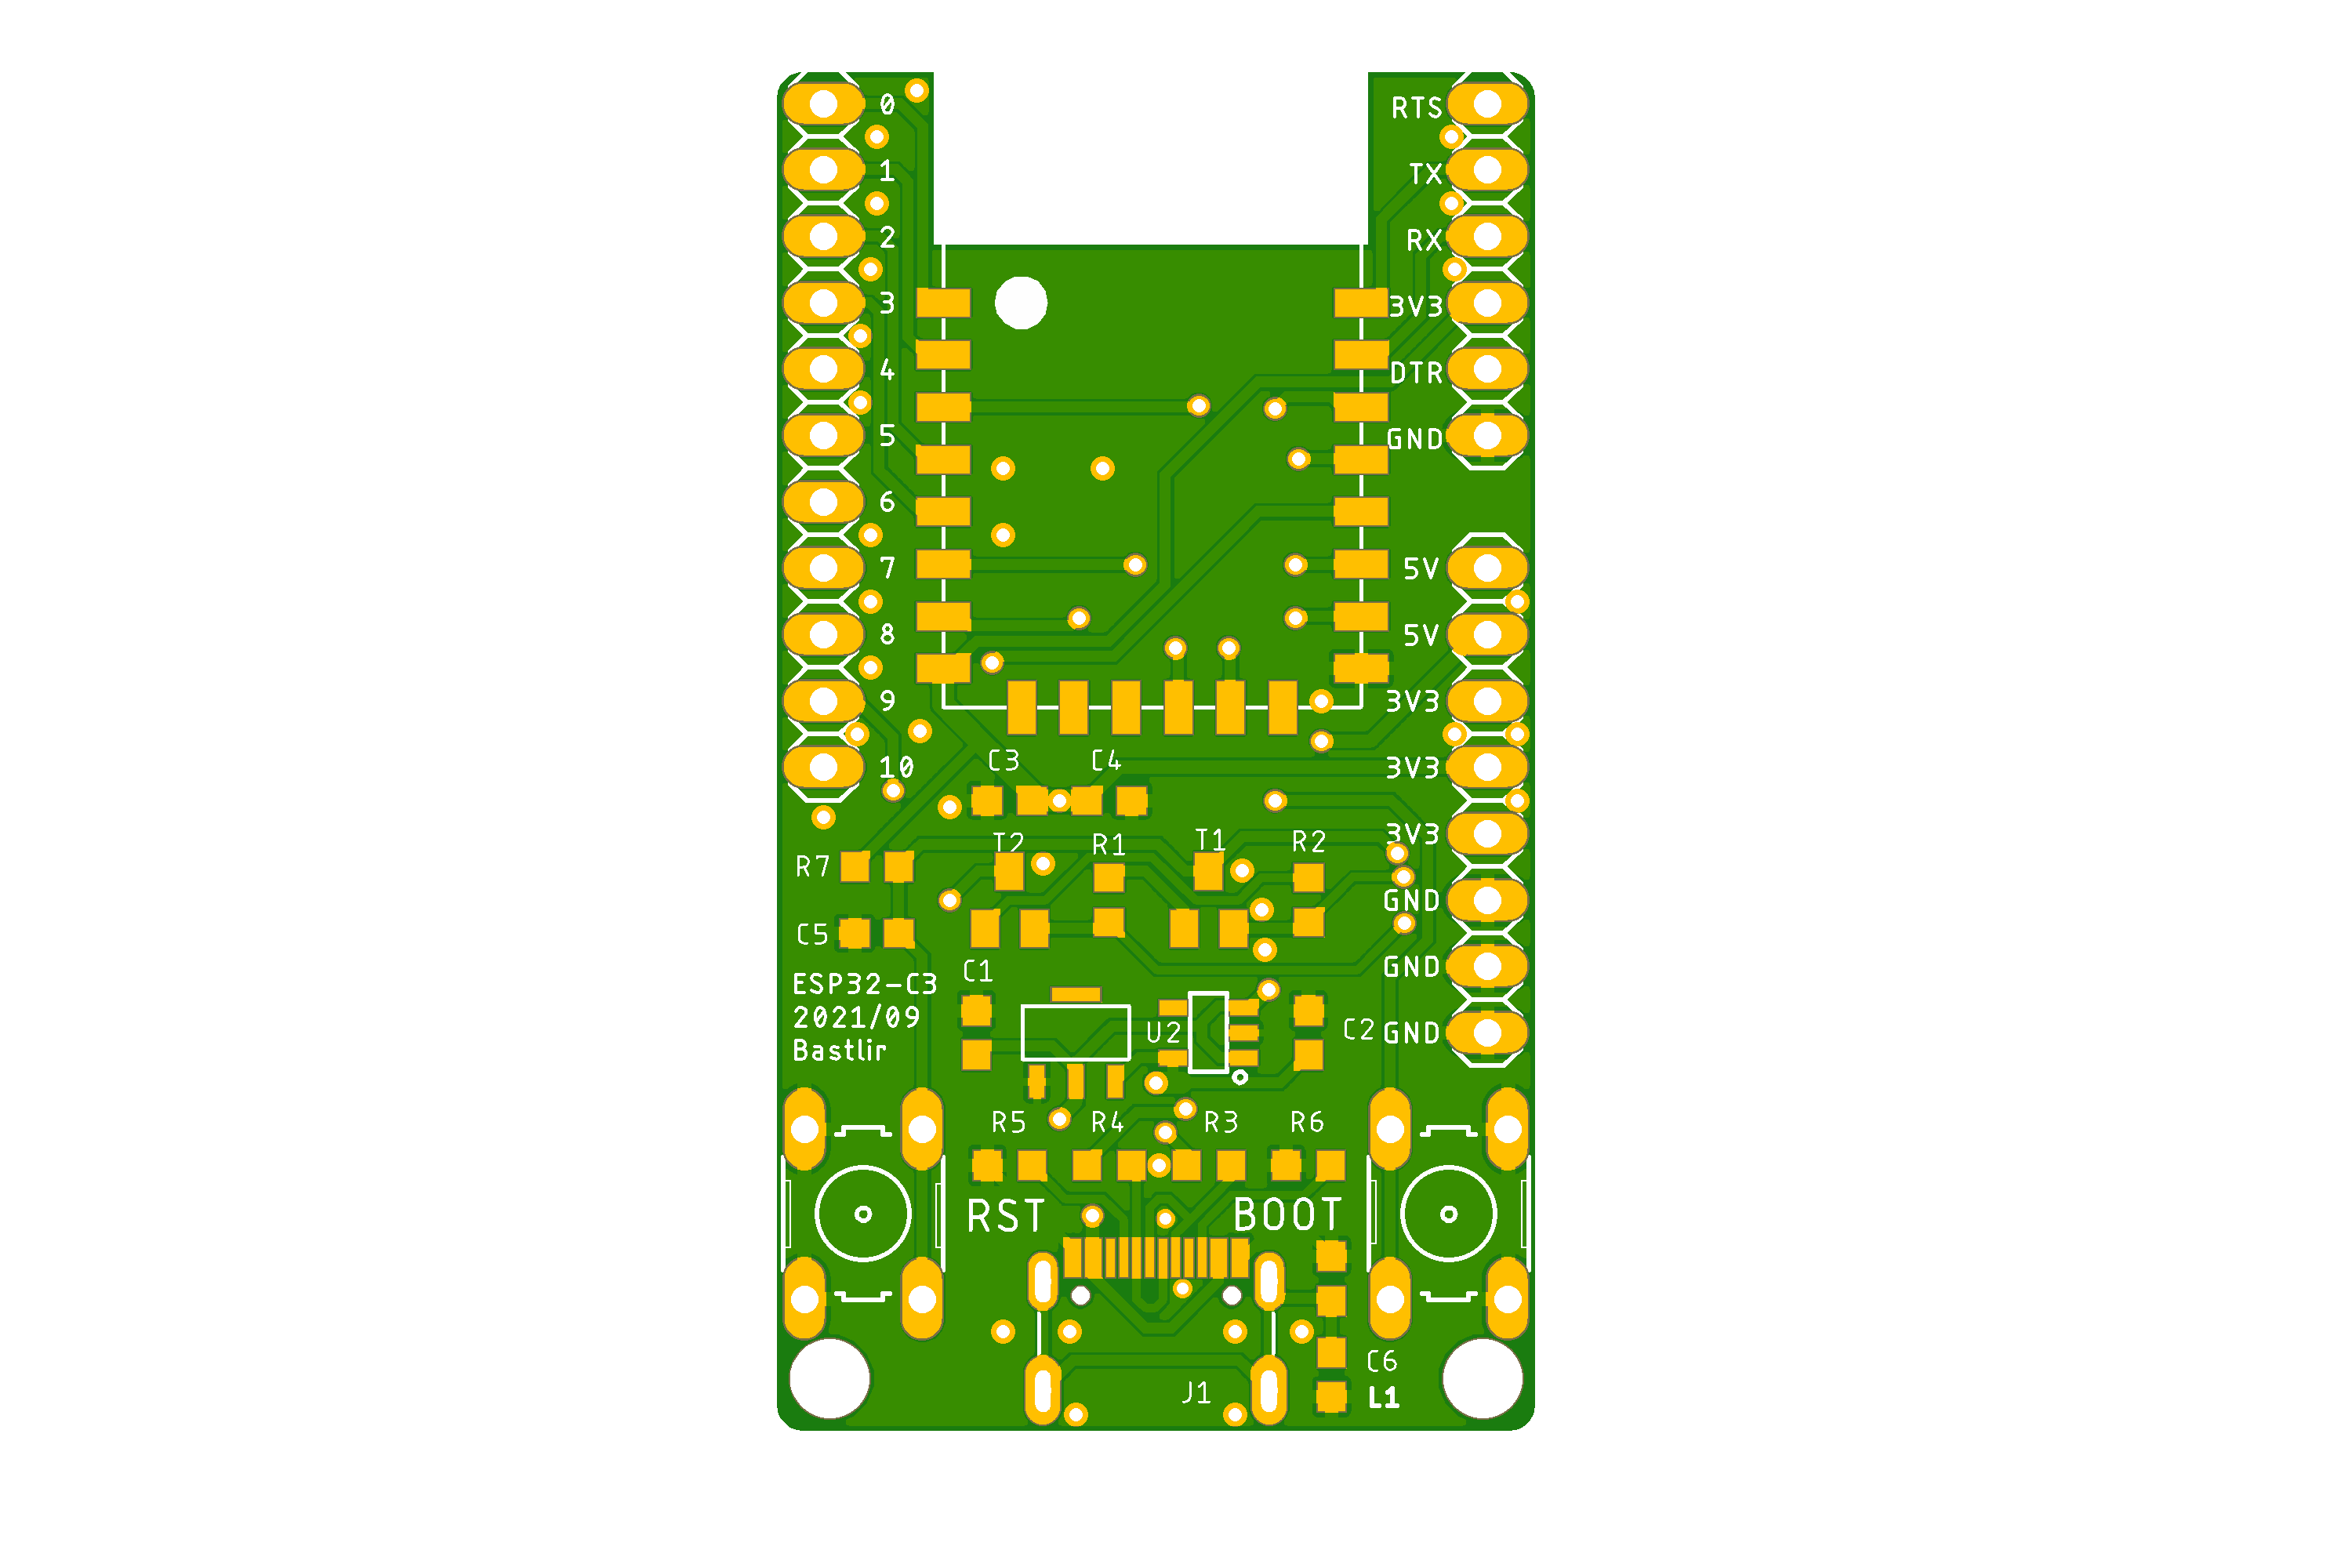 0 RTS
1 TX
2 RX
3 3V3
4 DTR
5 GND
6
7 5V
8 5V
9 3V3
C3 C4
10 3V3
T2 R1 T1 R2 3V3
R7
GND
C5
C1 GND
ESP32-C3
2021/09
Bastlir
U2 C2 GND
R5 R4 R3 R6
RST BOOT
C6
J1 L1